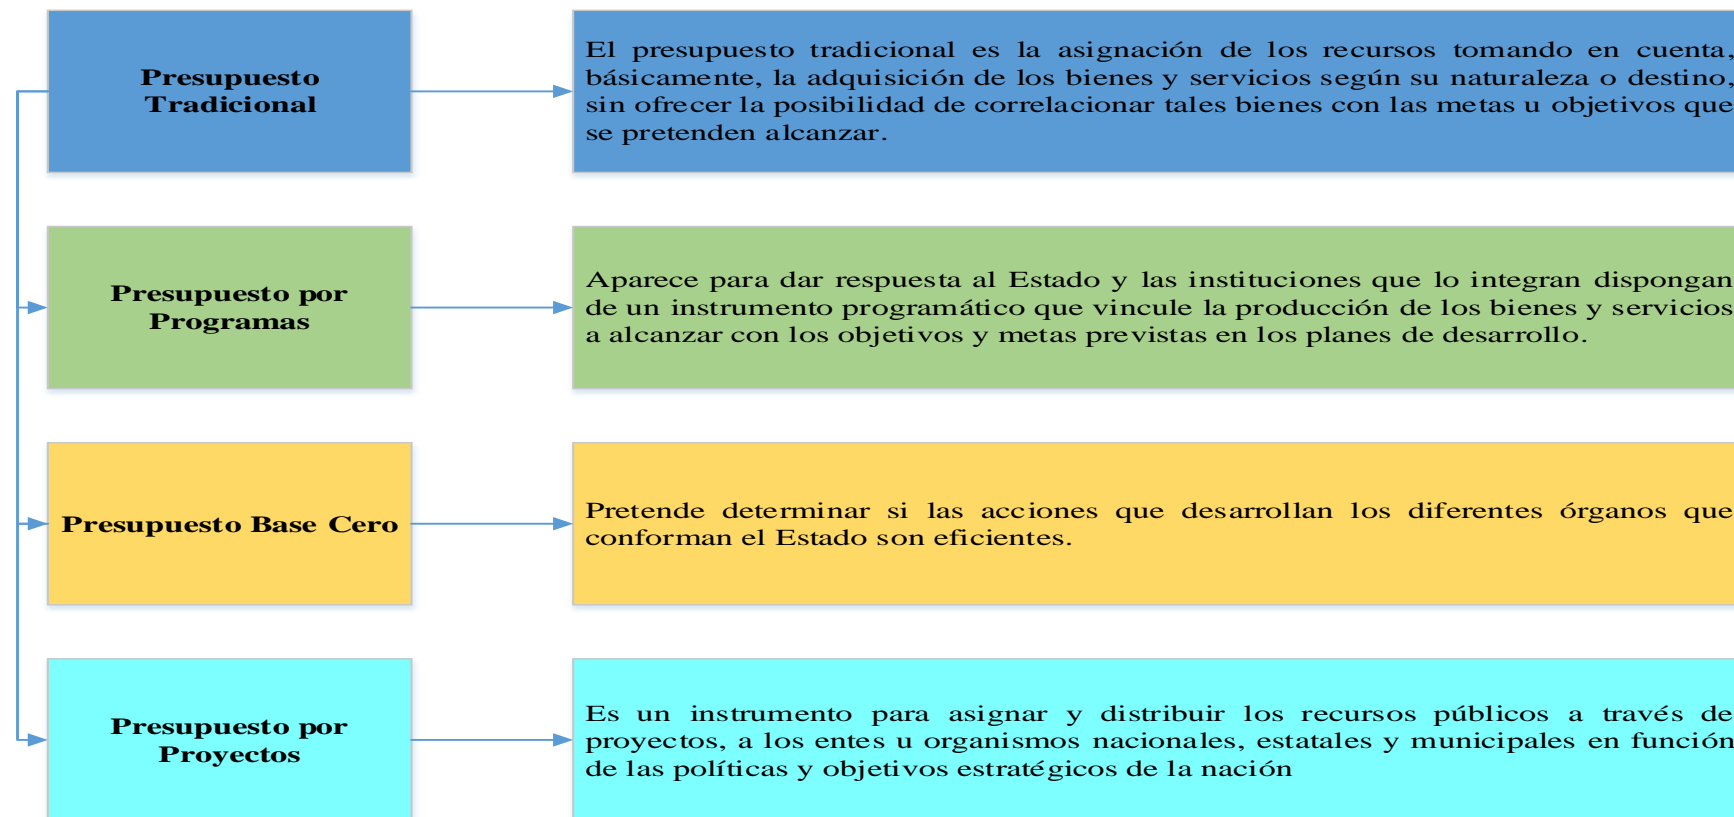 Presupuesto
Tradicional
El presupuesto tradicional es la asignación de los recursos tomando en cuenta,
básicamente, la adquisición de los bienes y servicios según su naturaleza o destino,
sin ofrecer la posibilidad de correlacionar tales bienes con las metas u objetivos que
se pretenden alcanzar.
Presupuesto por
Programas
Aparece para dar respuesta al Estado y las instituciones que lo integran dispongan
de un instrumento programático que vincule la producción de los bienes y servicios
a alcanzar con los objetivos y metas previstas en los planes de desarrollo.
Presupuesto Base Cero
Pretende determinar si las acciones que desarrollan los diferentes órganos que
conforman el Estado son eficientes.
Presupuesto por
Proyectos
Es un instrumento para asignar y distribuir los recursos públicos a través de
proyectos, a los entes u organismos nacionales, estatales y municipales en función
de las políticas y objetivos estratégicos de la nación